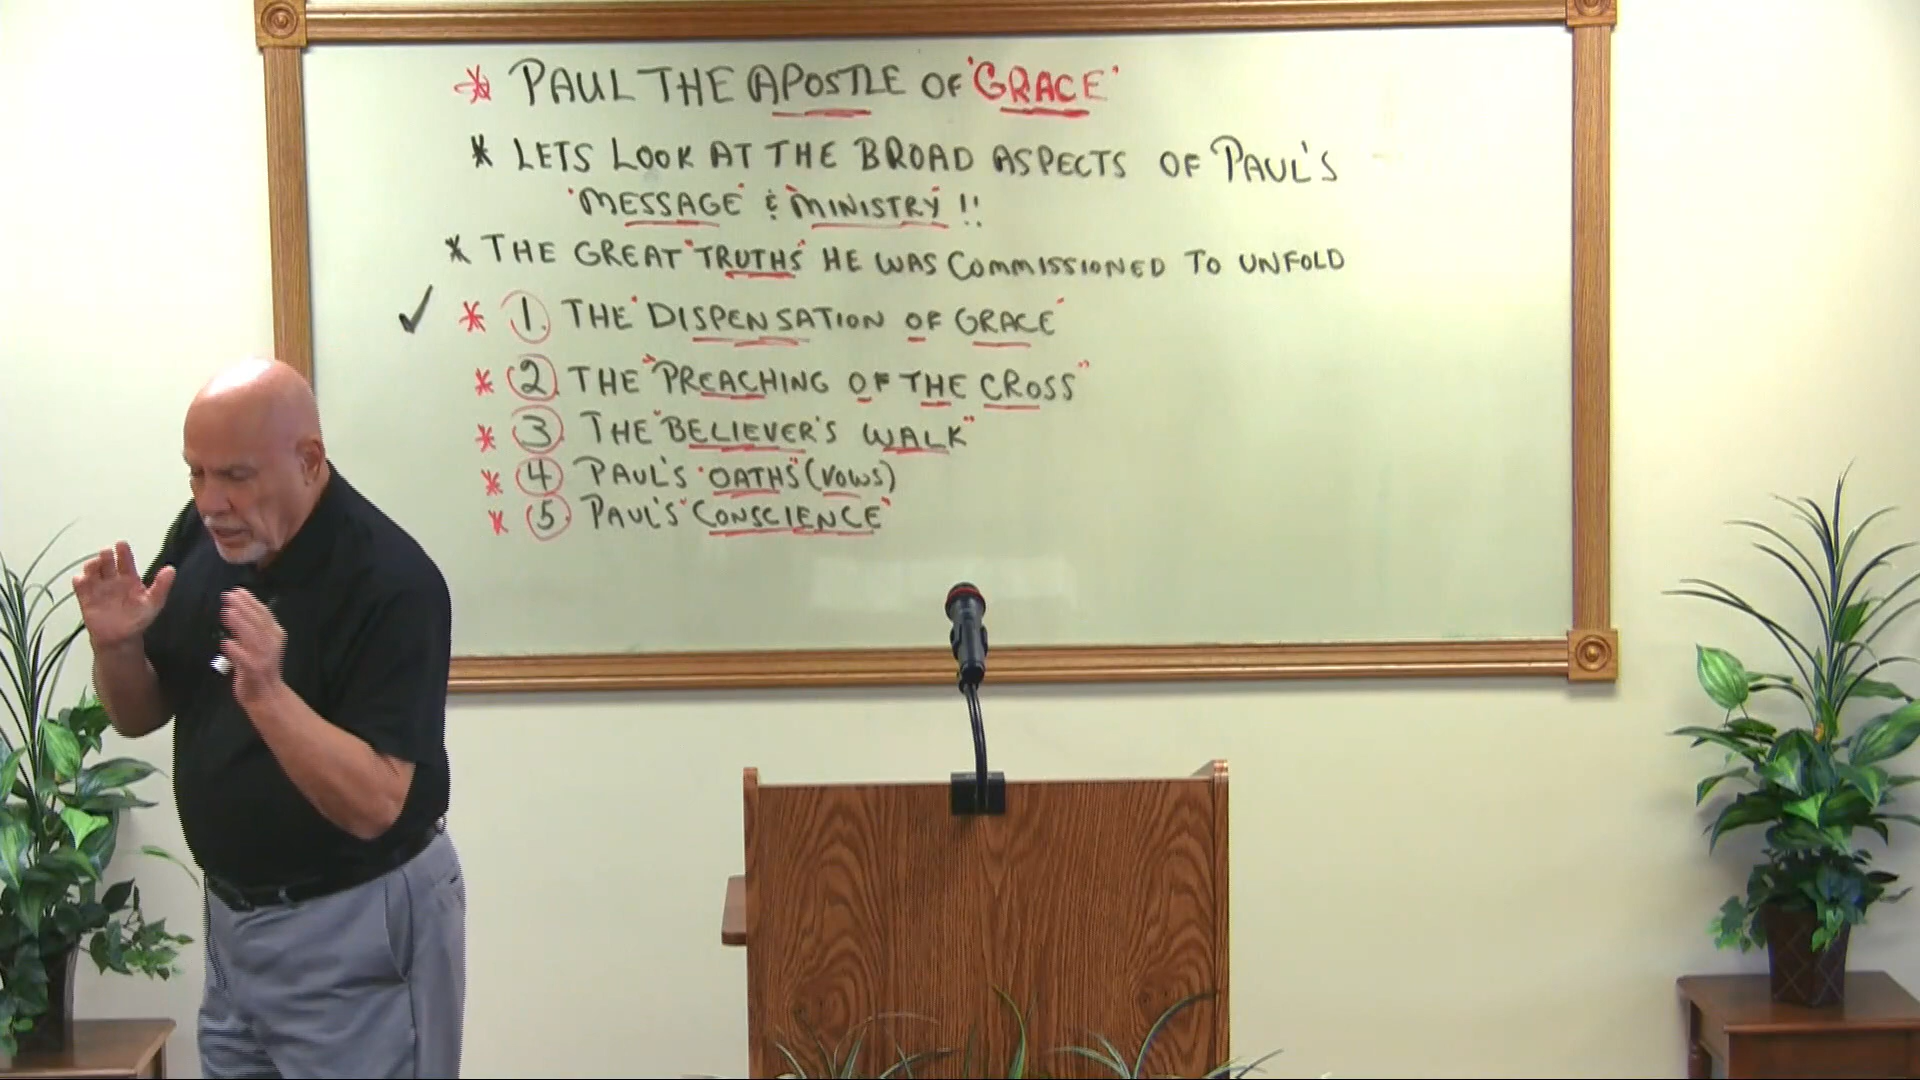 * PAUL THE APOSTLE OF "GRACE"
* LETS LOOK AT THE BROAD ASPECTS OF PAUL'S
"MESSAGE" & "MINISTRY" !!
* THE GREAT "TRUTHS" HE WAS COMMISSIONED TO UNFOLD
✓ * 1. THE "DISPENSATION OF GRACE"
* 2. THE "PREACHING OF THE CROSS"
* 3. THE "BELIEVER'S WALK"
* 4. PAUL'S "OATHS" (VOWS)
* 5. PAUL'S "CONSCIENCE"